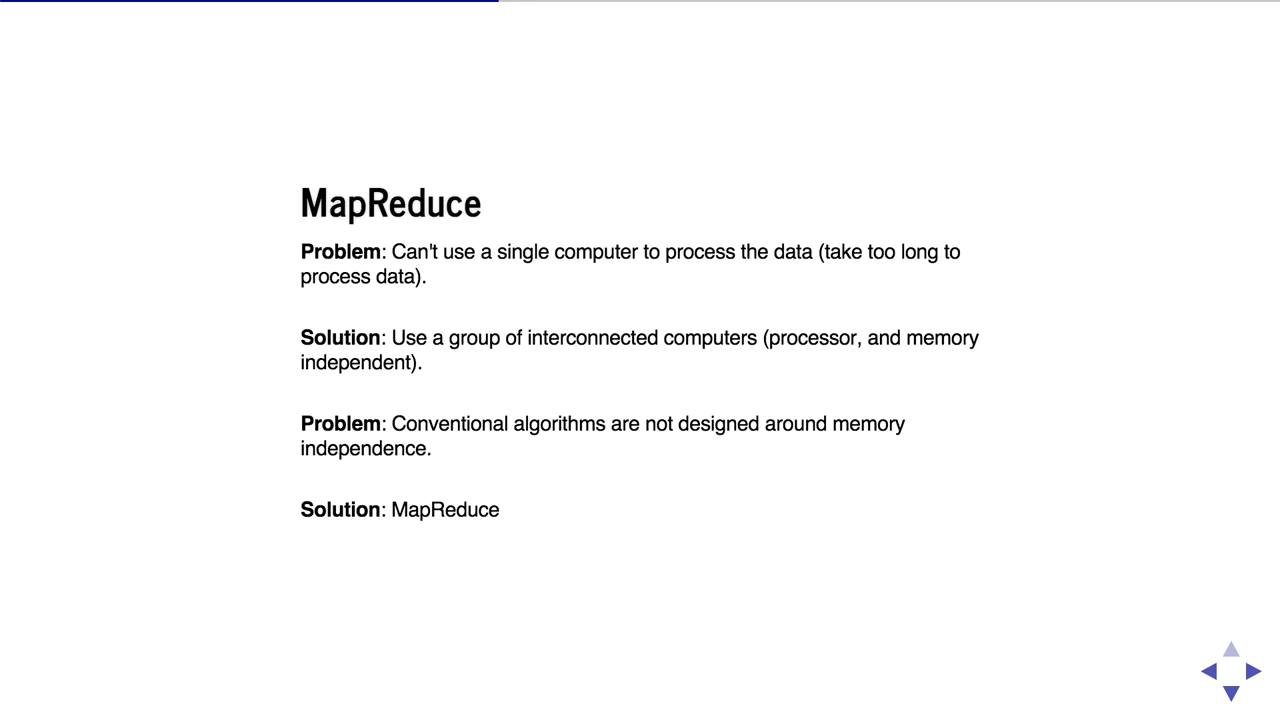 MapReduce
Problem: Can't use a single computer to process the data (take too long to
process data).
Solution: Use a group of interconnected computers (processor, and memory
independent).
Problem: Conventional algorithms are not designed around memory
independence.
Solution: MapReduce